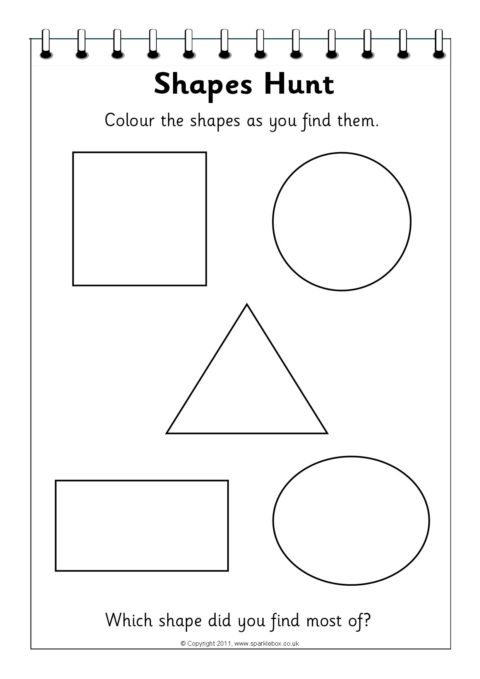 Shapes Hunt
Colour the shapes as you find them.
Which shape did you find most of?
© Copyright 2011, www.sparklebox.co.uk